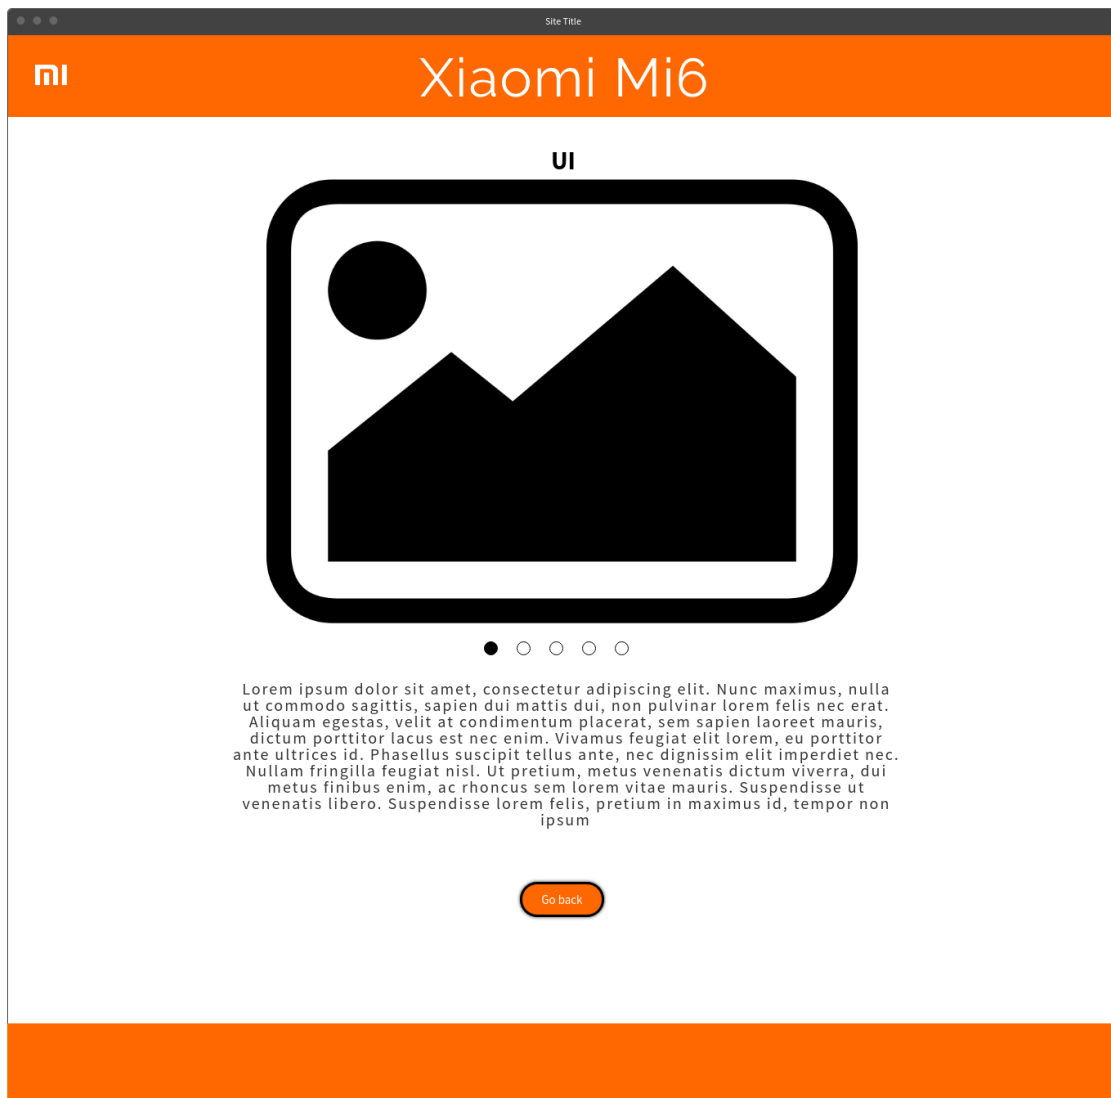 Site Title
mi
Xiaomi Mi6
UI
Lorem ipsum dolor sit amet, consectetur adipiscing elit. Nunc maximus, nulla
ut commodo sagittis, sapien dui mattis dui, non pulvinar lorem felis nec erat.
Aliquam egestas, velit at condimentum placerat, sem sapien laoreet mauris,
dictum porttitor lacus est nec enim. Vivamus feugiat elit lorem, eu porttitor
ante ultrices id. Phasellus suscipit tellus ante, nec dignissim elit imperdiet nec.
Nullam fringilla feugiat nisl. Ut pretium, metus venenatis dictum viverra, dui
metus finibus enim, ac rhoncus sem lorem vitae mauris. Suspendisse ut
venenatis libero. Suspendisse lorem felis, pretium in maximus id, tempor non
ipsum
Go back